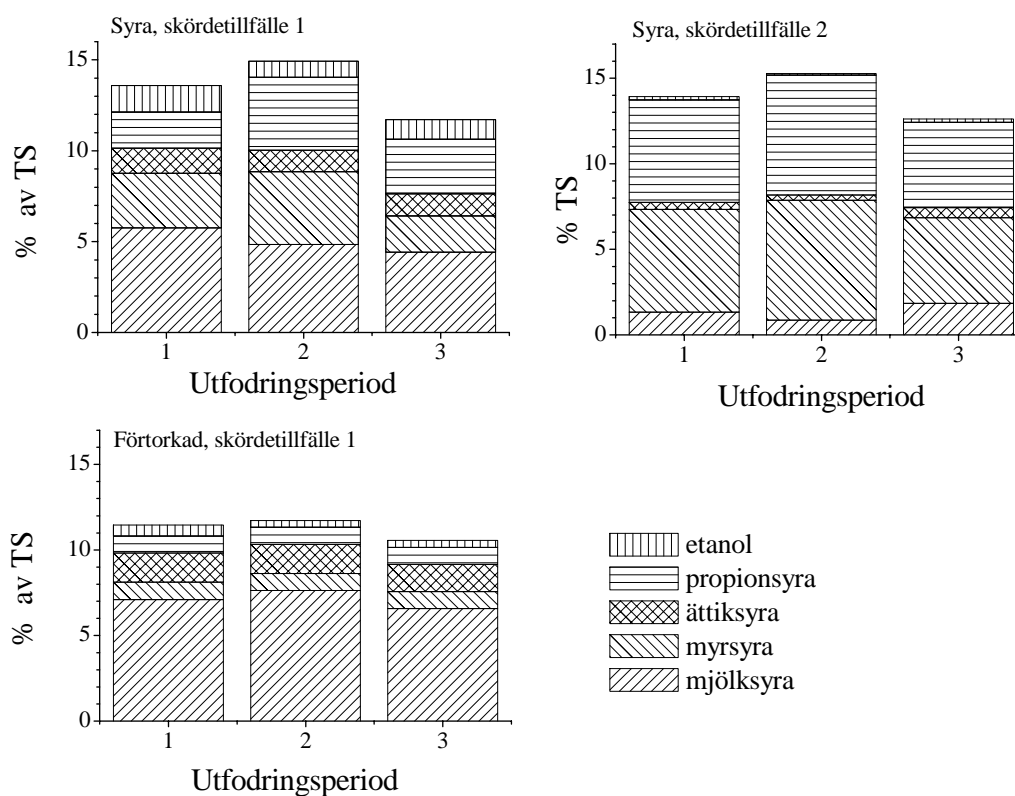 Syra, skördetillfälle 1
15
10
5
0
% av TS
1
2
3
Utfodringsperiod
Syra, skördetillfälle 2
15
10
5
0
% TS
1
2
3
Utfodringsperiod
Förtorkad, skördetillfälle 1
15
10
5
0
% av TS
1
2
3
Utfodringsperiod
etanol
propionsyra
ättiksyra
myrsyra
mjölksyra